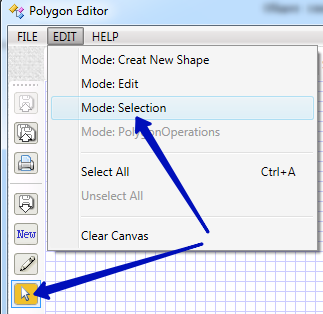 Polygon Editor
FILE EDIT HELP
Mode: Creat New Shape
Mode: Edit
Mode: Selection
Mode: PolygonOperations
Select All Ctrl+A
Unselect All
New
Clear Canvas